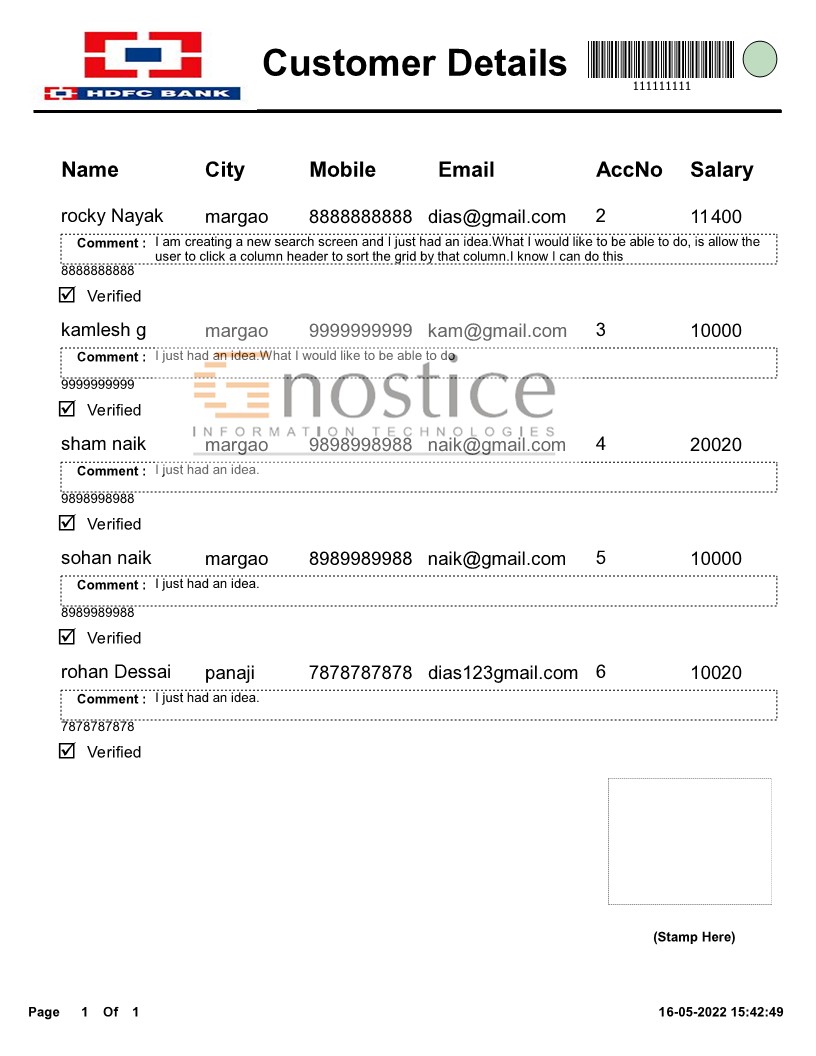 HDFC BANK
Customer Details
111111111
Name City Mobile Email AccNo Salary
rocky Nayak margao 8888888888 dias@gmail.com 2 11400
Comment : I am creating a new search screen and I just had an idea.What I would like to be able to do, is allow the
user to click a column header to sort the grid by that column.I know I can do this
8888888888
Verified
kamlesh g margao 9999999999 kam@gmail.com 3 10000
Comment : I just had an idea.What I would like to be able to do
9999999999
Gnostice
Verified
INFORMATION TECHNOLOGIES
sham naik margao 9898998988 naik@gmail.com 4 20020
Comment : I just had an idea.
9898998988
Verified
sohan naik margao 8989989988 naik@gmail.com 5 10000
Comment : I just had an idea.
8989989988
Verified
rohan Dessai panaji 7878787878 dias123gmail.com 6 10020
Comment : I just had an idea.
7878787878
Verified
(Stamp Here)
Page 1 Of 1 16-05-2022 15:42:49